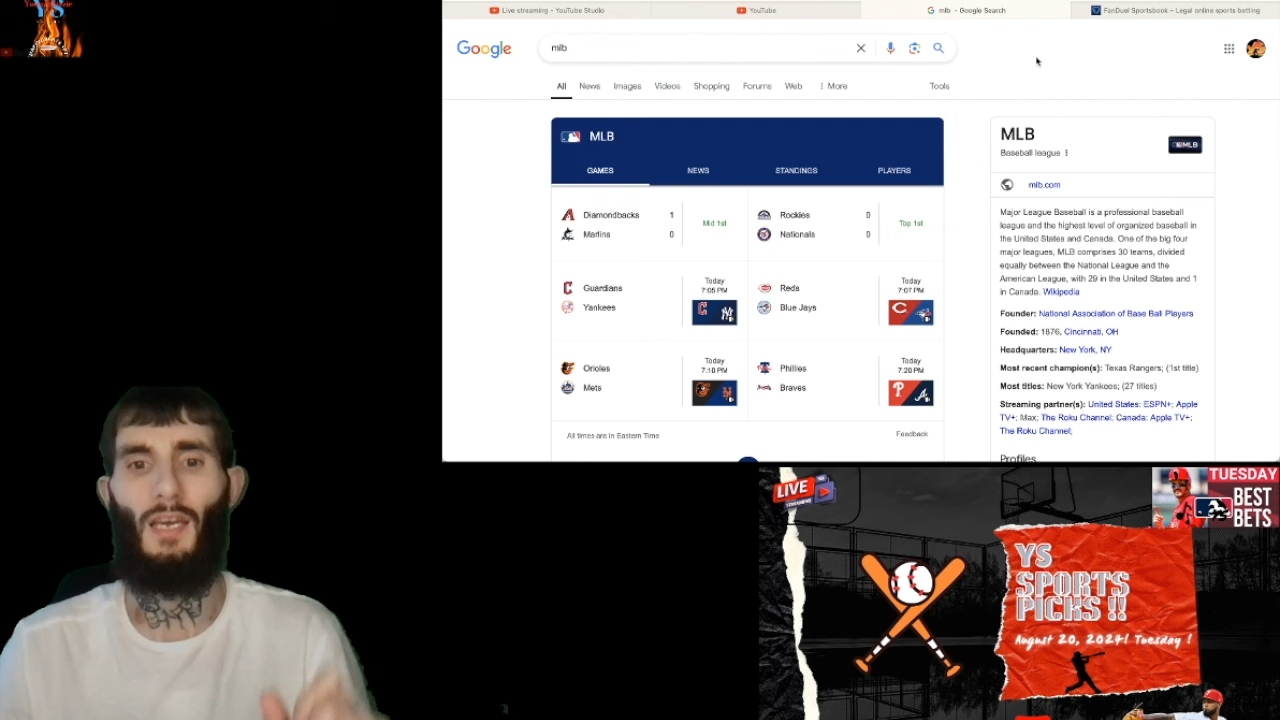 YS
Live streaming - YouTube Studio
YouTube
mlb - Google Search
FanDuel Sportsbook – Legal online sports betting
Google
mlb
All
News
Images
Videos
Shopping
Forums
Web
More
Tools
MLB
GAMES
NEWS
STANDINGS
PLAYERS
Diamondbacks 1
Marlins 0
Mid 1st
Rockies 0
Nationals 0
Top 1st
Guardians
Yankees
Today
7:05 PM
Reds
Blue Jays
Today
7:07 PM
Orioles
Mets
Today
7:10 PM
Phillies
Braves
Today
7:20 PM
All times are in Eastern Time
Feedback
MLB
Baseball league
MLB
mlb.com
Major League Baseball is a professional baseball
league and the highest level of organized baseball in
the United States and Canada. One of the big four
major leagues, MLB comprises 30 teams, divided
equally between the National League and the
American League, with 29 in the United States and 1
in Canada. Wikipedia
Founder: National Association of Base Ball Players
Founded: 1876, Cincinnati, OH
Headquarters: New York, NY
Most recent champion(s): Texas Rangers; (1st title)
Most titles: New York Yankees; (27 titles)
Streaming partner(s): United States: ESPN+; Apple
TV+; Max; The Roku Channel; Canada: Apple TV+;
The Roku Channel;
Profiles
LIVE
STREAMING
TUESDAY
BEST
BETS
YS
SPORTS
PICKS !!
August 20, 2024! Tuesday !